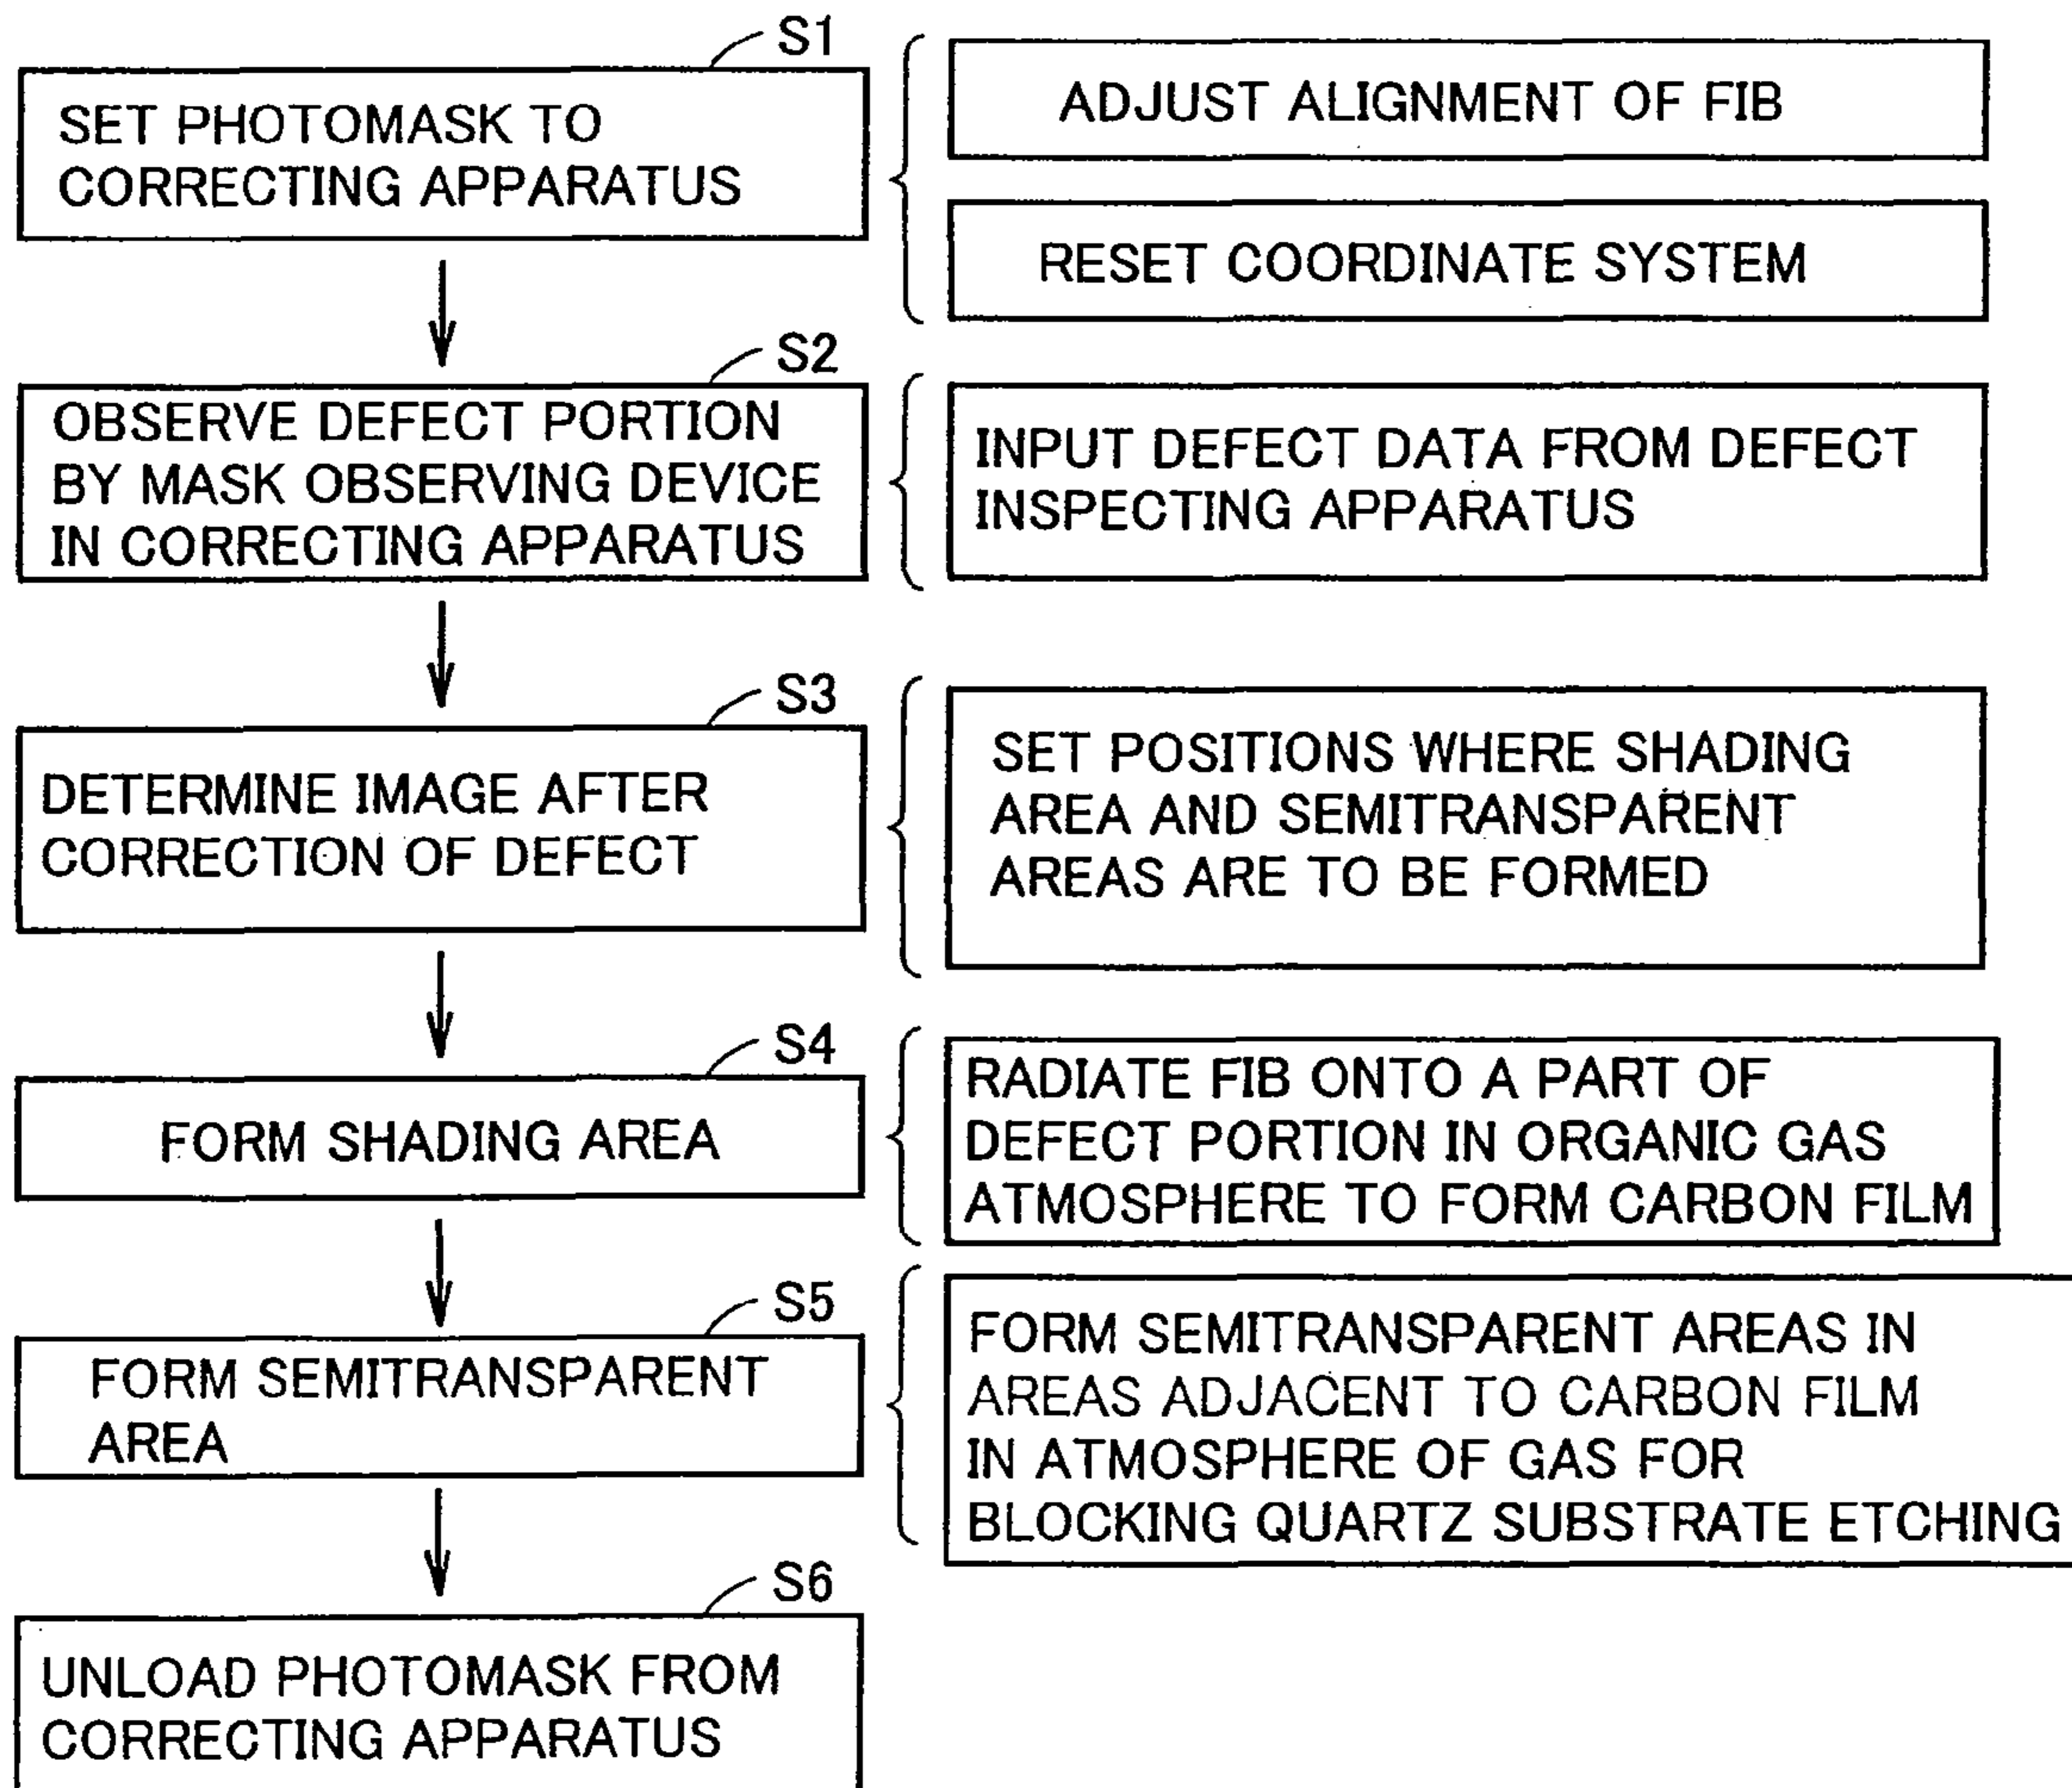 S1
SET PHOTOMASK TO
CORRECTING APPARATUS
ADJUST ALIGNMENT OF FIB
RESET COORDINATE SYSTEM
S2
OBSERVE DEFECT PORTION
BY MASK OBSERVING DEVICE
IN CORRECTING APPARATUS
INPUT DEFECT DATA FROM DEFECT
INSPECTING APPARATUS
S3
DETERMINE IMAGE AFTER
CORRECTION OF DEFECT
SET POSITIONS WHERE SHADING
AREA AND SEMITRANSPARENT
AREAS ARE TO BE FORMED
S4
FORM SHADING AREA
RADIATE FIB ONTO A PART OF
DEFECT PORTION IN ORGANIC GAS
ATMOSPHERE TO FORM CARBON FILM
S5
FORM SEMITRANSPARENT
AREA
FORM SEMITRANSPARENT AREAS IN
AREAS ADJACENT TO CARBON FILM
IN ATMOSPHERE OF GAS FOR
BLOCKING QUARTZ SUBSTRATE ETCHING
S6
UNLOAD PHOTOMASK FROM
CORRECTING APPARATUS